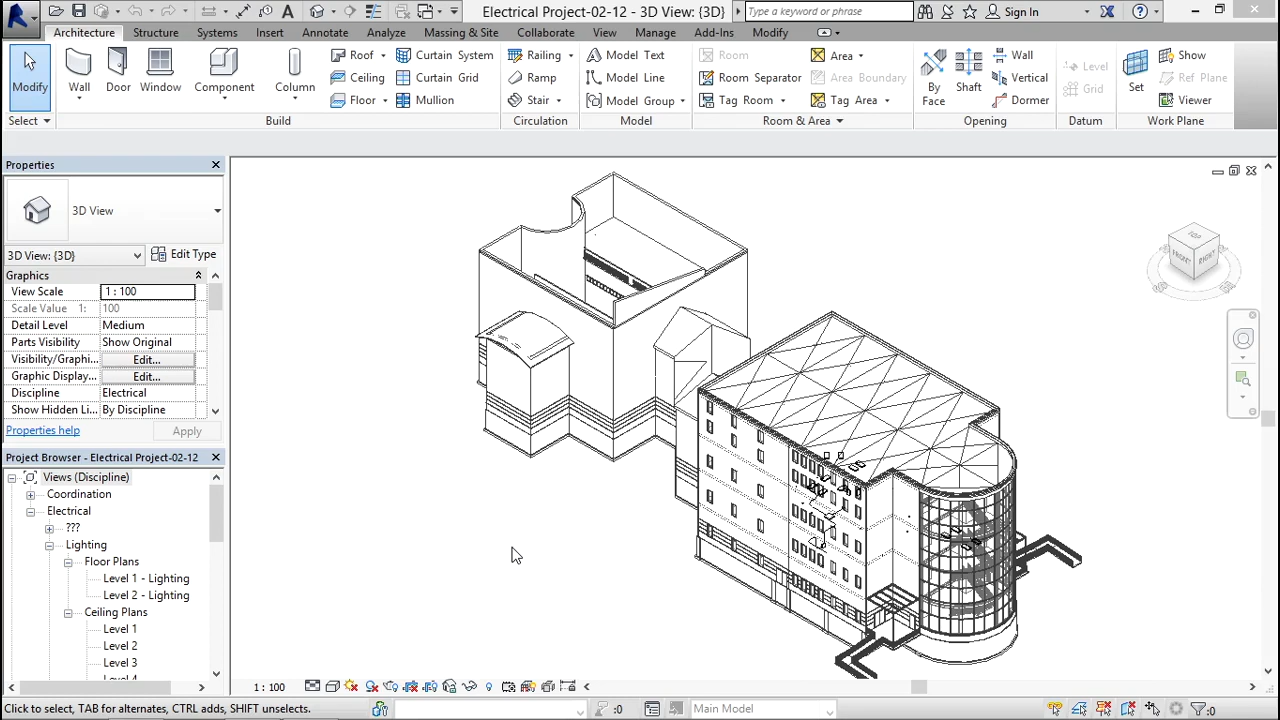 Electrical Project-02-12 - 3D View: {3D}
Type a keyword or phrase
Sign In
Architecture Structure Systems Insert Annotate Analyze Massing & Site Collaborate View Manage Add-Ins Modify
Modify
Wall
Door
Window
Component
Column
Roof
Ceiling
Floor
Curtain System
Curtain Grid
Mullion
Railing
Ramp
Stair
Model Text
Model Line
Model Group
Room
Room Separator
Tag Room
Area
Area Boundary
Tag Area
By Face
Shaft
Wall
Vertical
Dormer
Level
Grid
Set
Show
Ref Plane
Viewer
Select Build Circulation Model Room & Area Opening Datum Work Plane
Properties
3D View
3D View: {3D} Edit Type
Graphics
View Scale 1 : 100
Scale Value 1: 100
Detail Level Medium
Parts Visibility Show Original
Visibility/Graphi... Edit...
Graphic Display... Edit...
Discipline Electrical
Show Hidden Li... By Discipline
Properties help Apply
Project Browser - Electrical Project-02-12
Views (Discipline)
Coordination
Electrical
???
Lighting
Floor Plans
Level 1 - Lighting
Level 2 - Lighting
Ceiling Plans
Level 1
Level 2
Level 3
Level 4
TOP
FRONT
RIGHT
1 : 100
Click to select, TAB for alternates, CTRL adds, SHIFT unselects.
:0
Main Model
:0